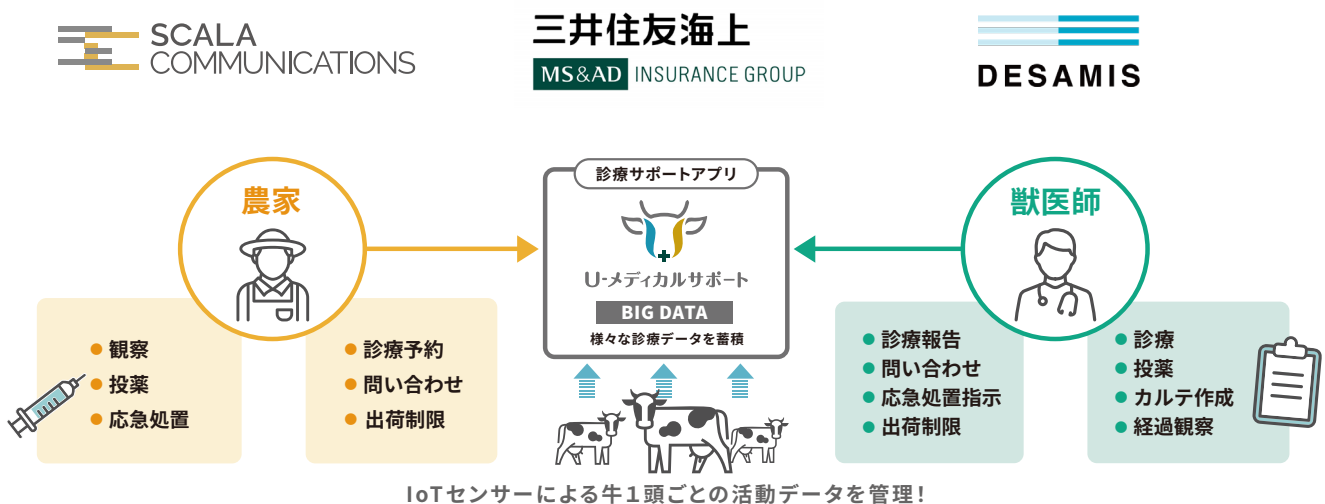 SCALA
COMMUNICATIONS
三井住友海上
MS&AD INSURANCE GROUP
DESAMIS
農家
観察
投薬
応急処置
診療予約
問い合わせ
出荷制限
診療サポートアプリ
U-メディカルサポート
BIG DATA
様々な診療データを蓄積
獣医師
診療報告
問い合わせ
応急処置指示
出荷制限
診療
投薬
カルテ作成
経過観察
IoTセンサーによる牛1頭ごとの活動データを管理!